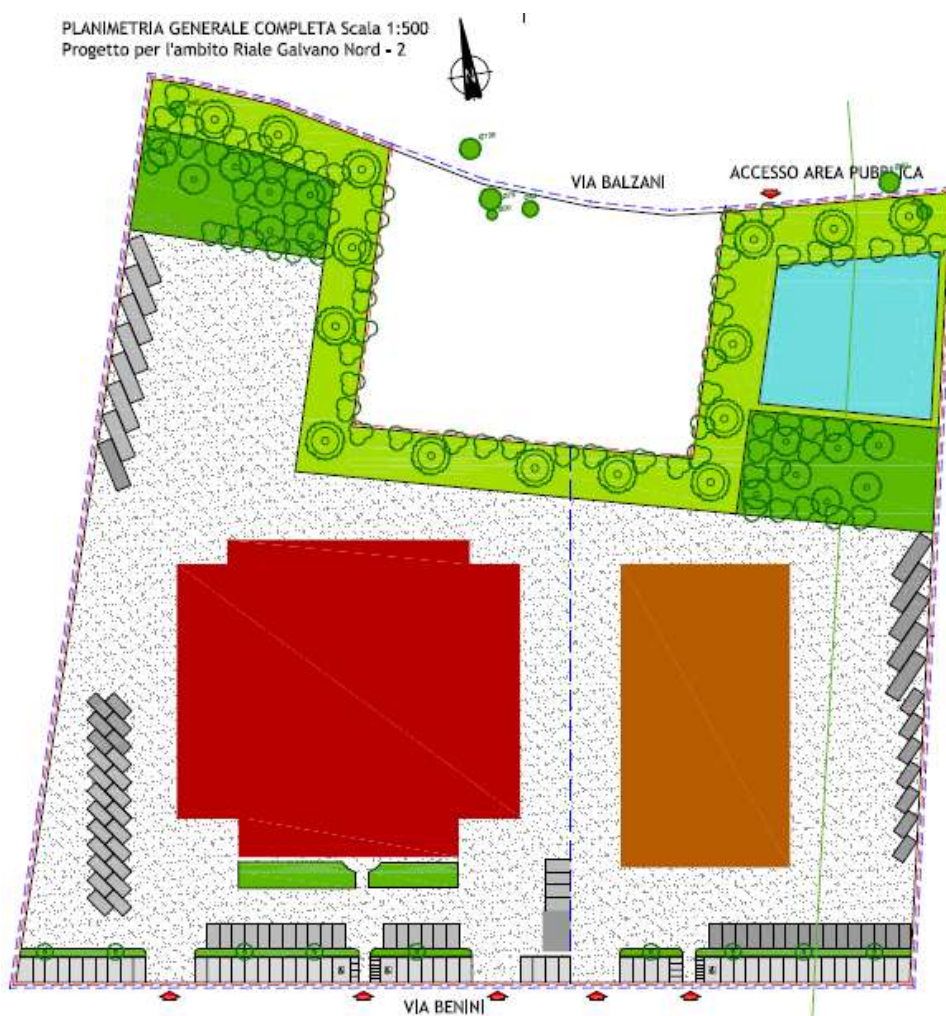 PLANIMETRIA GENERALE COMPLETA Scala 1:500
Progetto per l'ambito Riale Galvano Nord - 2
N
VIA BALZANI
ACCESSO AREA PUBBLICA
VIA BENINI